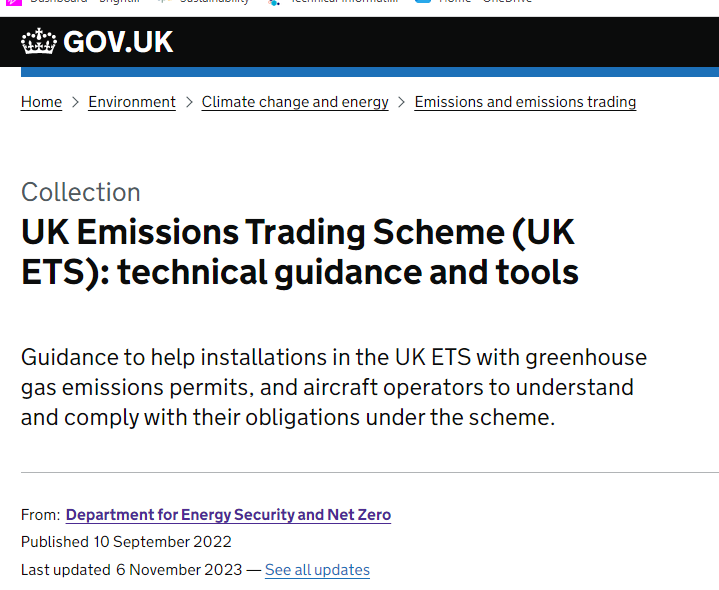 GOV.UK
Home > Environment > Climate change and energy > Emissions and emissions trading
Collection
UK Emissions Trading Scheme (UK
ETS): technical guidance and tools
Guidance to help installations in the UK ETS with greenhouse
gas emissions permits, and aircraft operators to understand
and comply with their obligations under the scheme.
From: Department for Energy Security and Net Zero
Published 10 September 2022
Last updated 6 November 2023 — See all updates